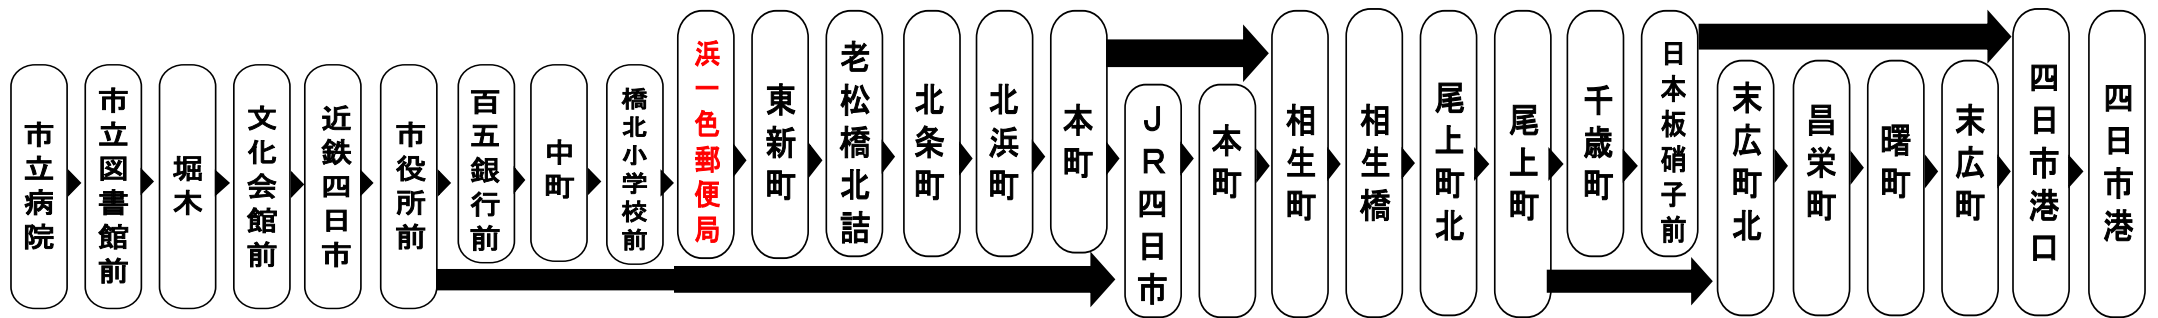 市立病院
市立図書館前
堀木
文化会館前
近鉄四日市
市役所前
百五銀行前
中町
橋北小学校前
浜一色郵便局
東新町
老松橋北詰
北条町
北浜町
本町
JR四日市
本町
相生町
相生橋
尾上町北
尾上町
千歳町
日本板硝子前
末広町北
昌栄町
曙町
末広町
四日市港口
四日市港